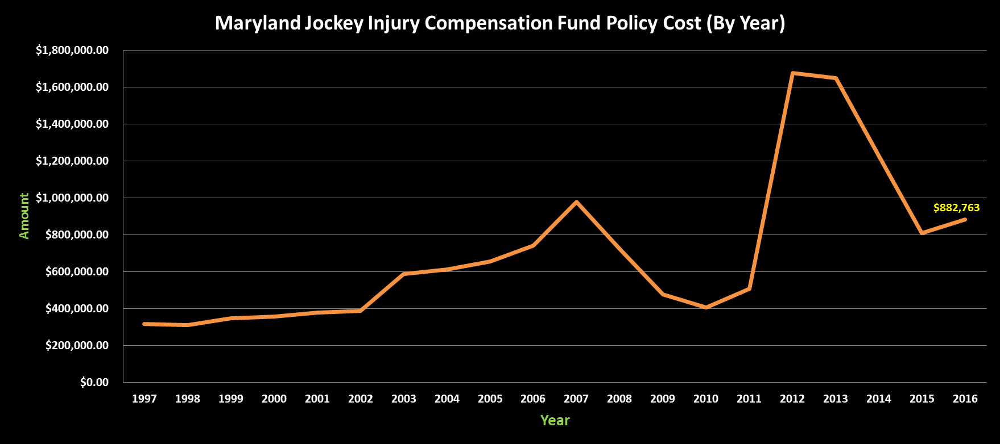 Maryland Jockey Injury Compensation Fund Policy Cost (By Year)
$1,800,000.00
$1,600,000.00
$1,400,000.00
$1,200,000.00
$1,000,000.00
$800,000.00
$600,000.00
$400,000.00
$200,000.00
$0.00
Amount
$882,763
1997 1998 1999 2000 2001 2002 2003 2004 2005 2006 2007 2008 2009 2010 2011 2012 2013 2014 2015 2016
Year